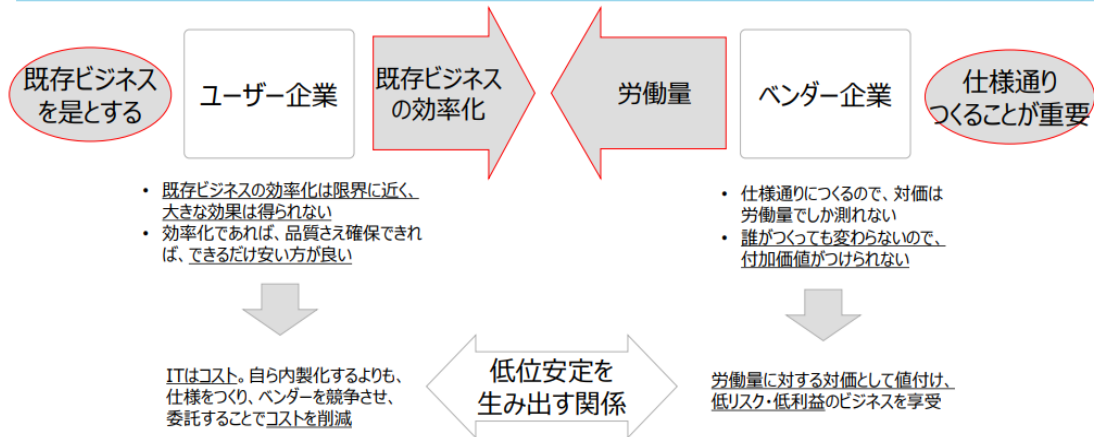 既存ビジネス
を是とする
ユーザー企業
既存ビジネス
の効率化
労働量
ベンダー企業
仕様通り
つくることが重要
• 既存ビジネスの効率化は限界に近く、
大きな効果は得られない
• 効率化であれば、品質さえ確保できれ
ば、できるだけ安い方が良い
• 仕様通りにつくるので、対価は
労働量でしか測れない
• 誰がつくっても変わらないので、
付加価値がつけられない
ITはコスト。自ら内製化するよりも、
仕様をつくり、ベンダーを競争させ、
委託することでコストを削減
低位安定を
生み出す関係
労働量に対する対価として値付け、
低リスク・低利益のビジネスを享受